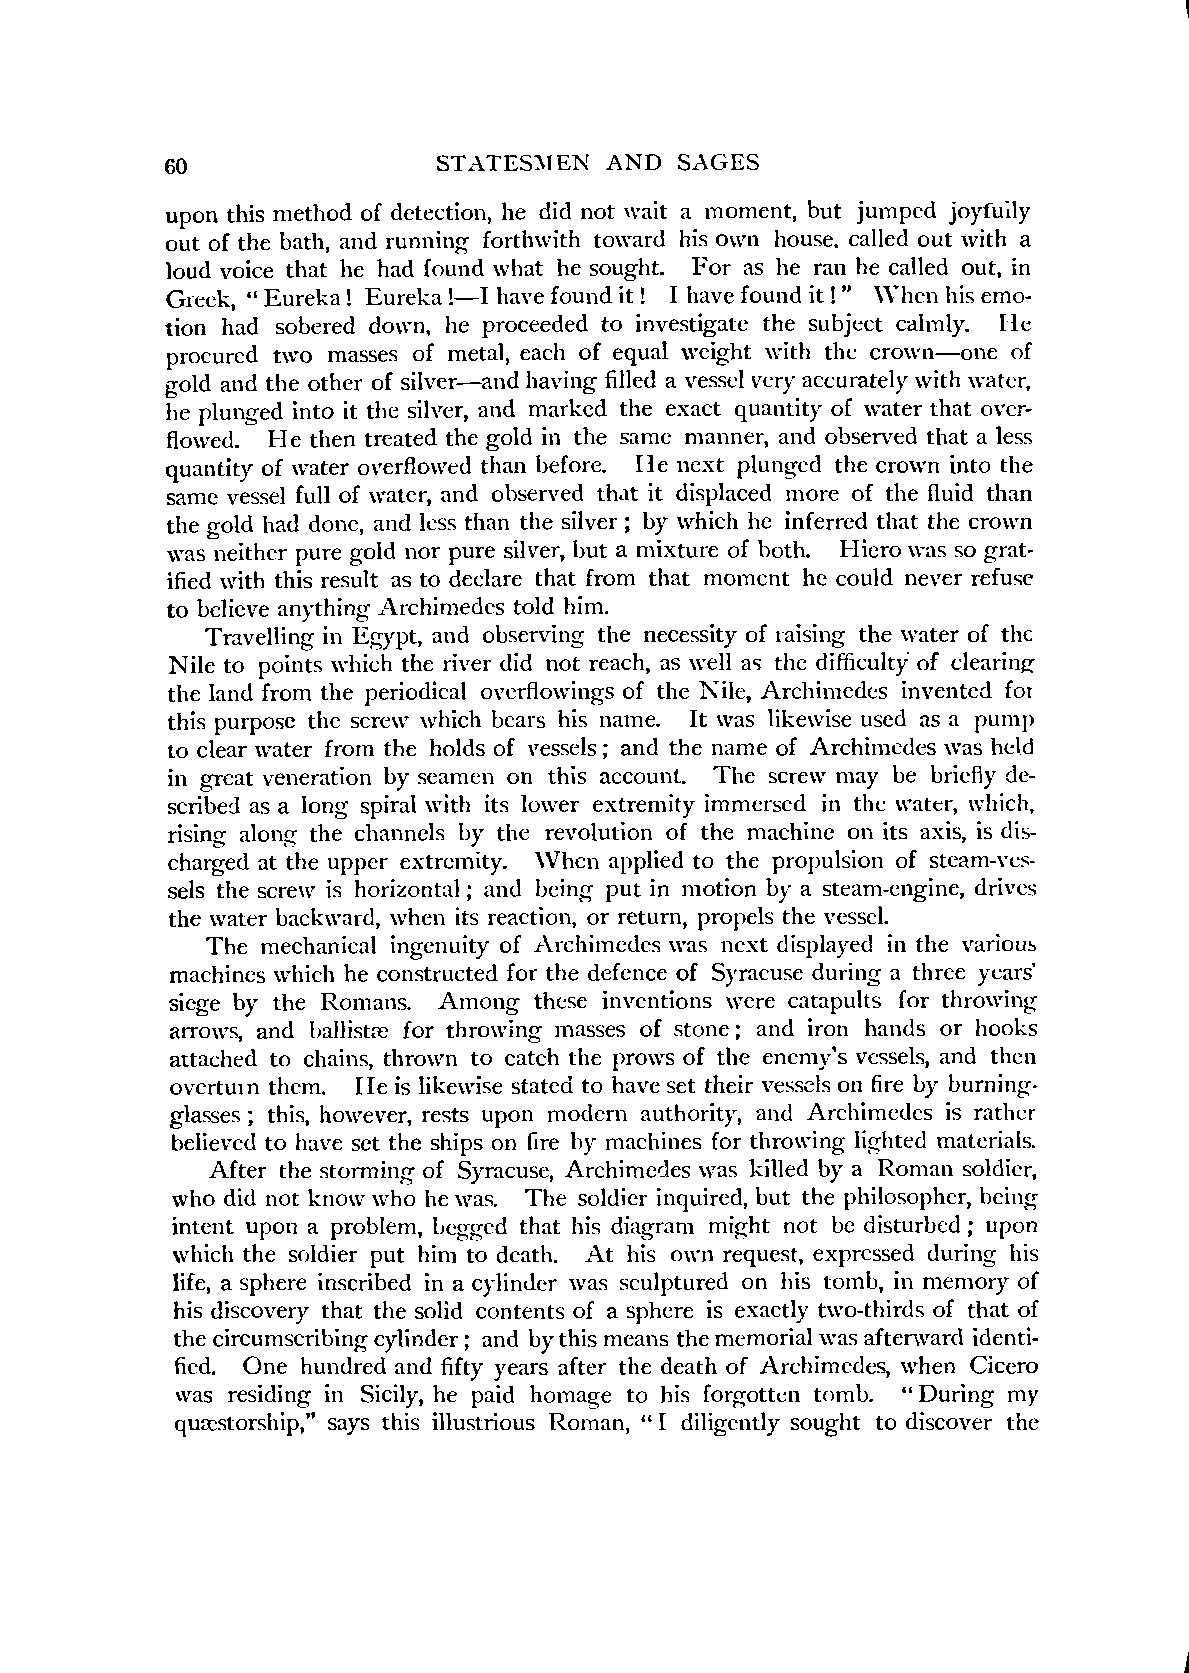 60 STATESMEN AND SAGES
upon this method of detection, he did not wait a moment, but jumped joyfully
out of the bath, and running forthwith toward his own house, called out with a
loud voice that he had found what he sought. For as he ran he called out, in
Greek, “Eureka! Eureka!—I have found it! I have found it!” When his emo-
tion had sobered down, he proceeded to investigate the subject calmly. He
procured two masses of metal, each of equal weight with the crown—one of
gold and the other of silver—and having filled a vessel very accurately with water,
he plunged into it the silver, and marked the exact quantity of water that over-
flowed. He then treated the gold in the same manner, and observed that a less
quantity of water overflowed than before. He next plunged the crown into the
same vessel full of water, and observed that it displaced more of the fluid than
the gold had done, and less than the silver; by which he inferred that the crown
was neither pure gold nor pure silver, but a mixture of both. Hiero was so grat-
ified with this result as to declare that from that moment he could never refuse
to believe anything Archimedes told him.
Travelling in Egypt, and observing the necessity of raising the water of the
Nile to points which the river did not reach, as well as the difficulty of clearing
the land from the periodical overflowings of the Nile, Archimedes invented for
this purpose the screw which bears his name. It was likewise used as a pump
to clear water from the holds of vessels; and the name of Archimedes was held
in great veneration by seamen on this account. The screw may be briefly de-
scribed as a long spiral with its lower extremity immersed in the water, which,
rising along the channels by the revolution of the machine on its axis, is dis-
charged at the upper extremity. When applied to the propulsion of steam-ves-
sels the screw is horizontal; and being put in motion by a steam-engine, drives
the water backward, when its reaction, or return, propels the vessel.
The mechanical ingenuity of Archimedes was next displayed in the various
machines which he constructed for the defence of Syracuse during a three years'
siege by the Romans. Among these inventions were catapults for throwing
arrows, and ballistæ for throwing masses of stone; and iron hands or hooks
attached to chains, thrown to catch the prows of the enemy's vessels, and then
overturn them. He is likewise stated to have set their vessels on fire by burning-
glasses; this, however, rests upon modern authority, and Archimedes is rather
believed to have set the ships on fire by machines for throwing lighted materials.
After the storming of Syracuse, Archimedes was killed by a Roman soldier,
who did not know who he was. The soldier inquired, but the philosopher, being
intent upon a problem, begged that his diagram might not be disturbed; upon
which the soldier put him to death. At his own request, expressed during his
life, a sphere inscribed in a cylinder was sculptured on his tomb, in memory of
his discovery that the solid contents of a sphere is exactly two-thirds of that of
the circumscribing cylinder; and by this means the memorial was afterward identi-
fied. One hundred and fifty years after the death of Archimedes, when Cicero
was residing in Sicily, he paid homage to his forgotten tomb. “During my
quæstorship,” says this illustrious Roman, “I diligently sought to discover the